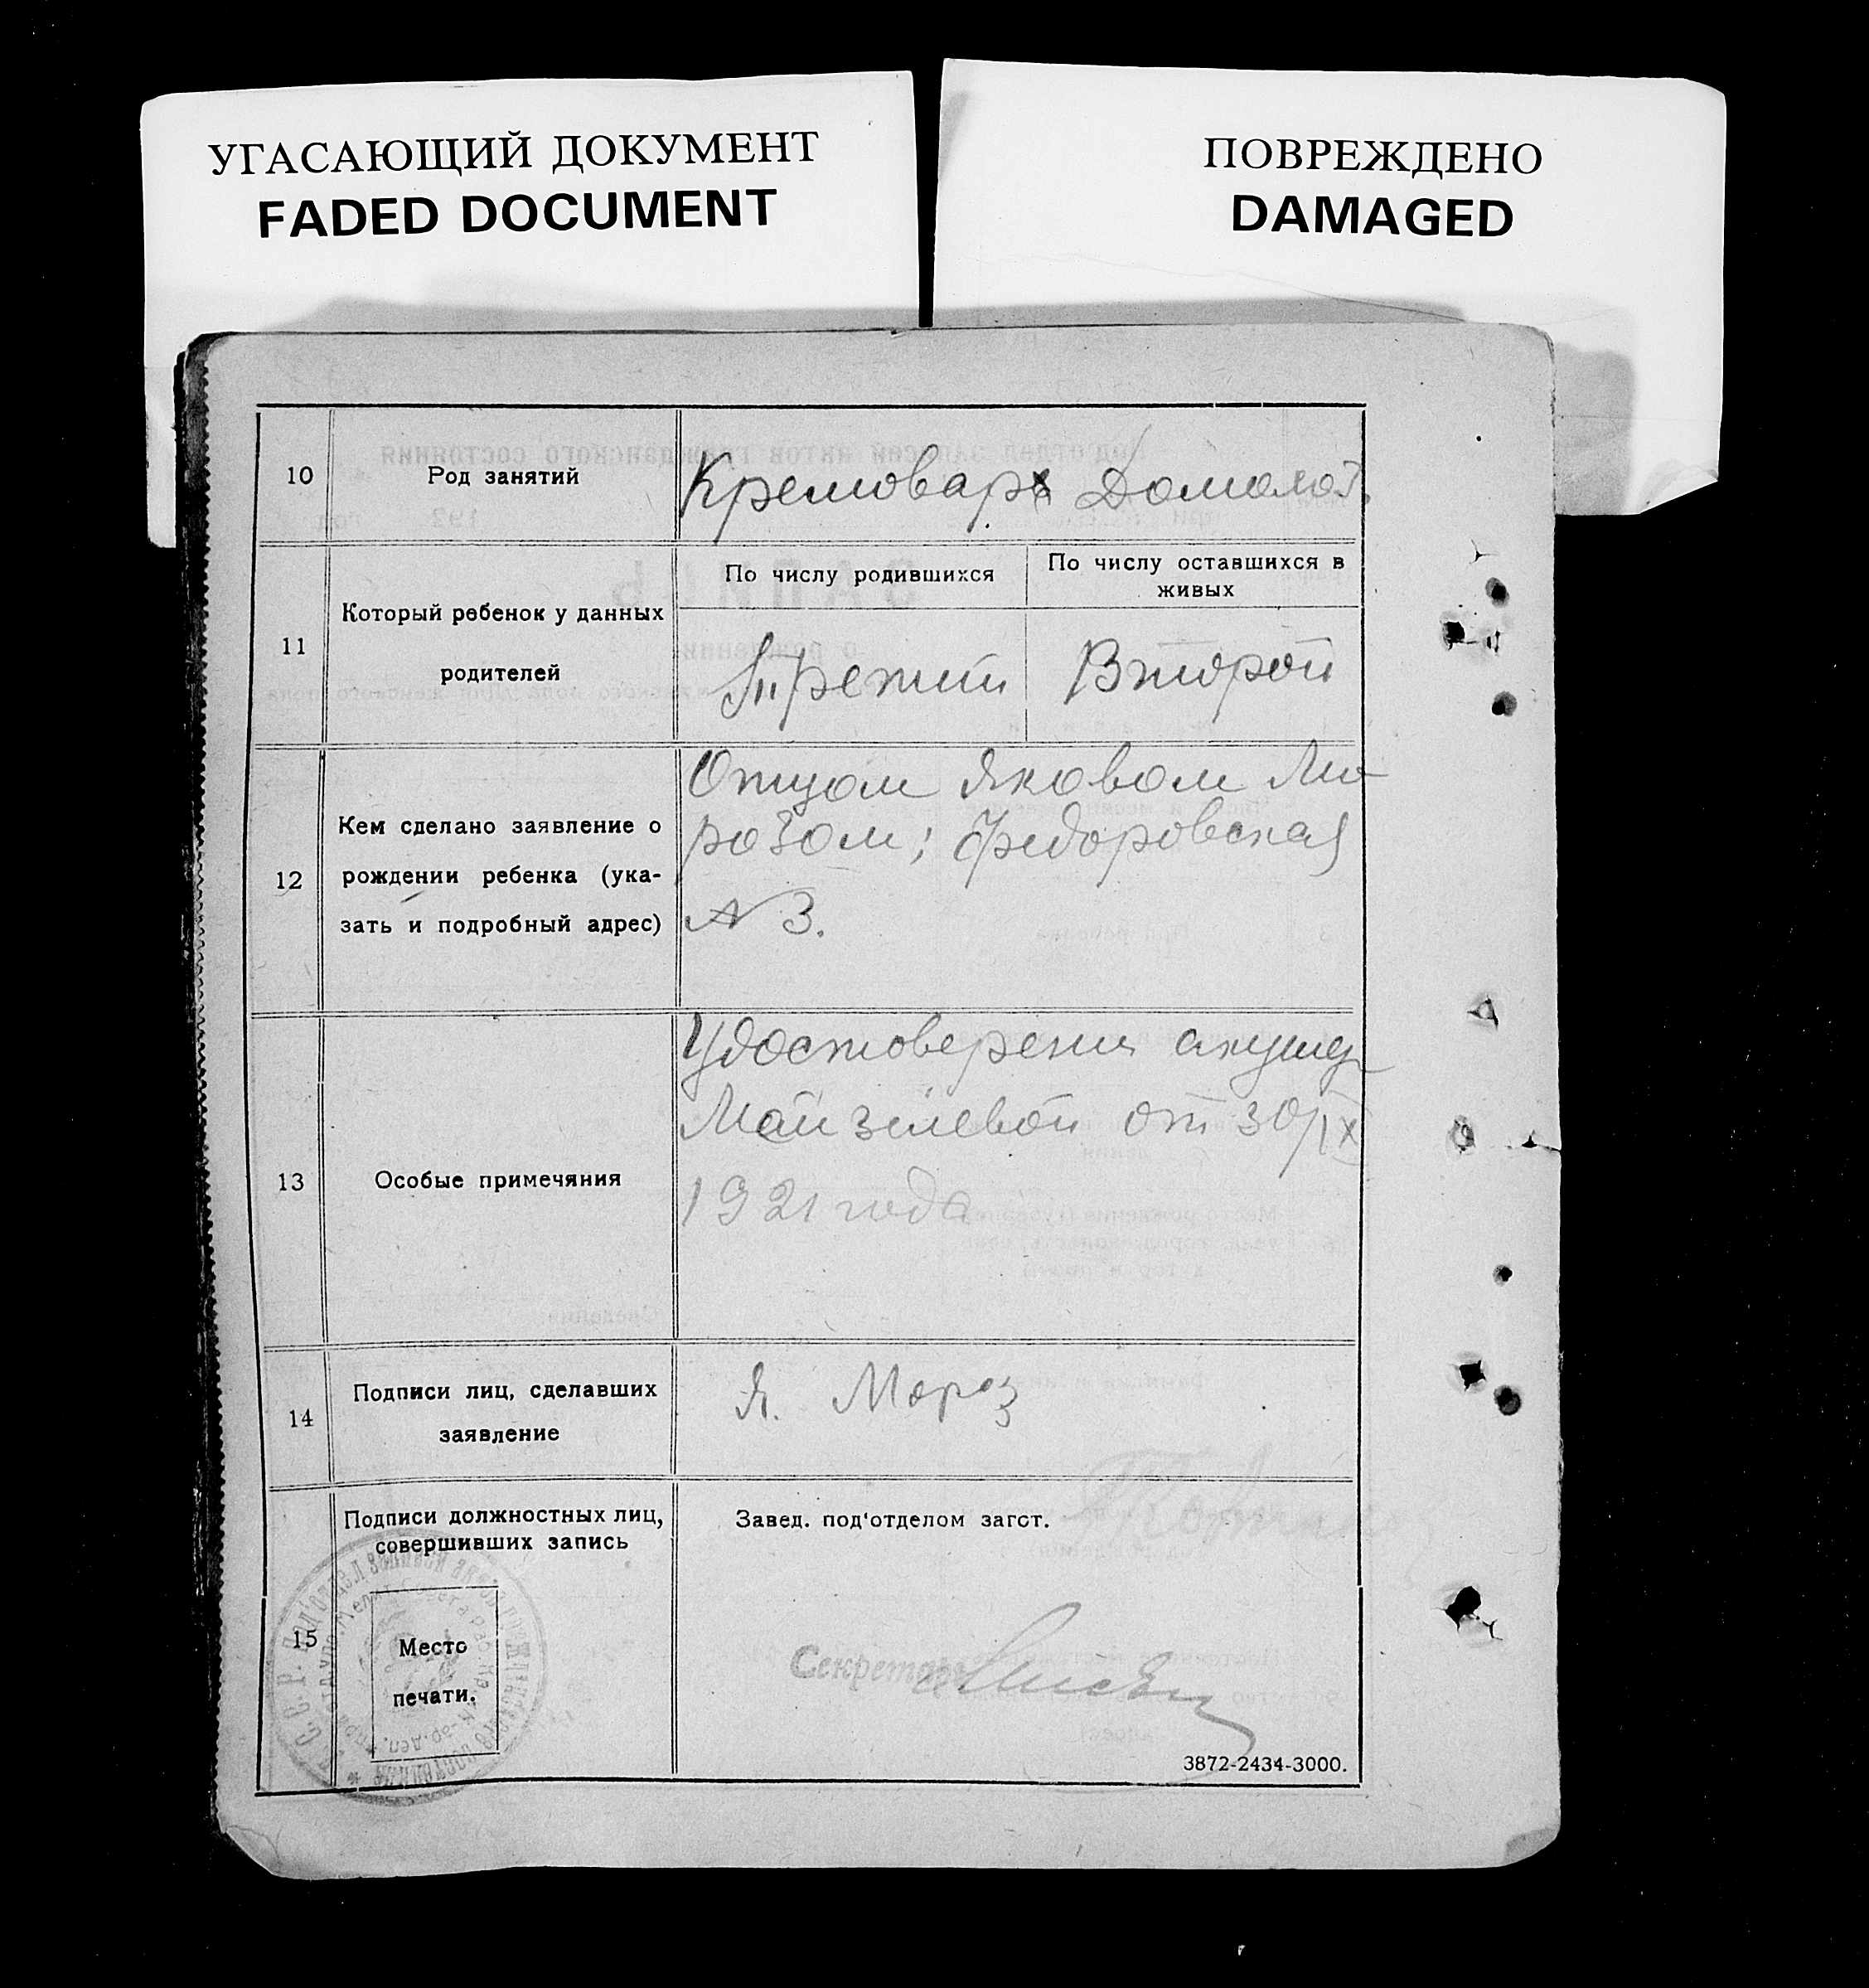 УГАСАЮЩИЙ ДОКУМЕНТ
FADED DOCUMENT
ПОВРЕЖДЕНО
DAMAGED
10
Род занятий
Кремовар Домохоз.
11
Который ребенок у данных
родителей
По числу родившихся
По числу оставшихся в
живых
Третий
Второй
12
Кем сделано заявление о
рождении ребенка (ука-
зать и подробный адрес)
Отцом Яковом Мо
розом; Федоровская
№ 3.
13
Особые примечяния
Удостоверения акушер
Майзелевой от 30/IX
1921 года
14
Подписи лиц, сделавших
заявление
Я. Мороз
15
Подписи должностных лиц,
совершивших запись
Место
печати.
Завед. под'отделом загст.
Секретарь
3872-2434-3000.